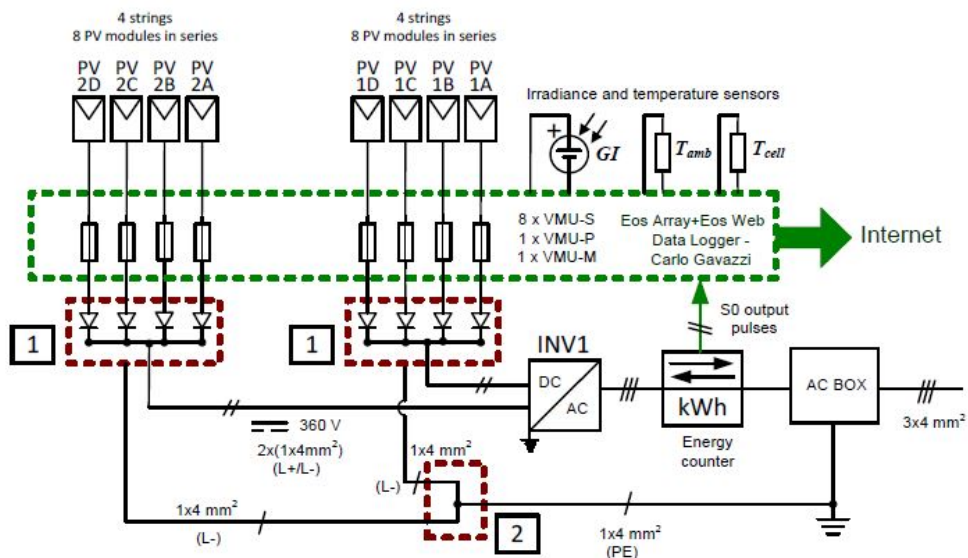 4 strings
8 PV modules in series
4 strings
8 PV modules in series
PV 2D
PV 2C
PV 2B
PV 2A
PV 1D
PV 1C
PV 1B
PV 1A
Irradiance and temperature sensors
+
GI
T_amb
T_cell
8 x VMU-S
1 x VMU-P
1 x VMU-M
Eos Array+Eos Web
Data Logger -
Carlo Gavazzi
Internet
1
1
S0 output
pulses
INV1
DC
AC
kWh
Energy
counter
AC BOX
3x4 mm²
360 V
2x(1x4mm²)
(L+/L-)
1x4 mm²
(L-)
1x4 mm²
(L-)
2
1x4 mm²
(PE)